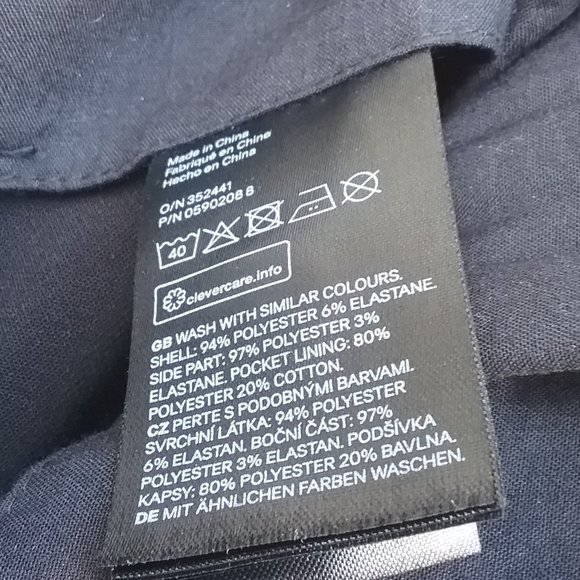 Made in China
Fabriqué en Chine
Hecho en China
O/N 352441
P/N 0590208 8
40
clevercare.info
GB WASH WITH SIMILAR COLOURS.
SHELL: 94% POLYESTER 6% ELASTANE.
SIDE PART: 97% POLYESTER 3%
ELASTANE. POCKET LINING: 80%
POLYESTER 20% COTTON.
CZ PERTE S PODOBNÝMI BARVAMI.
SVRCHNÍ LÁTKA: 94% POLYESTER
6% ELASTAN. BOČNÍ ČÁST: 97%
POLYESTER 3% ELASTAN. PODŠÍVKA
KAPSY: 80% POLYESTER 20% BAVLNA.
DE MIT ÄHNLICHEN FARBEN WASCHEN.